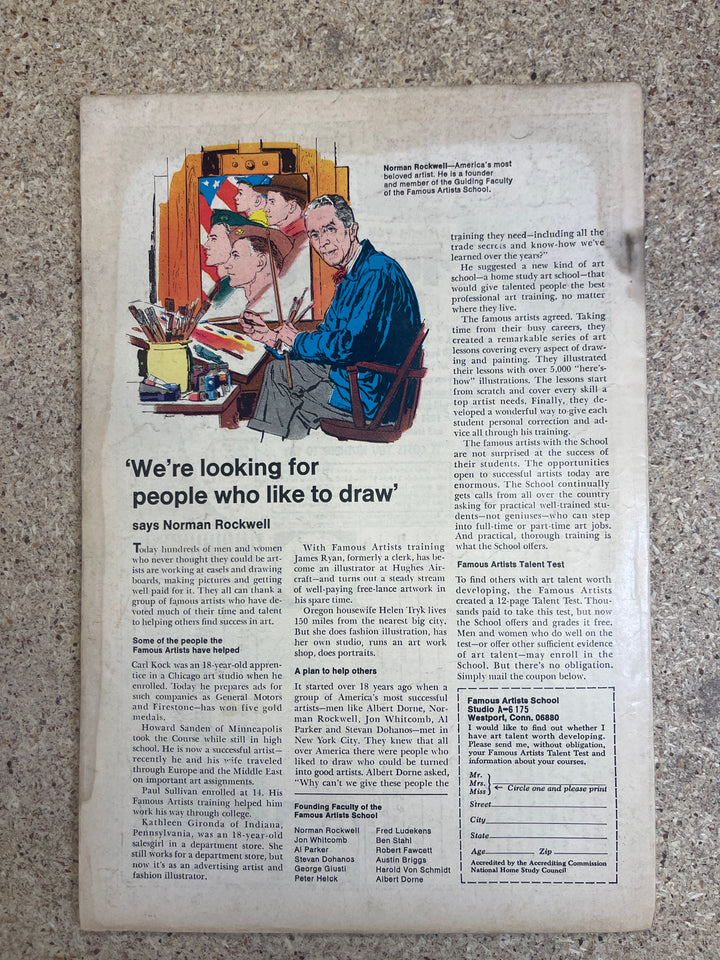 Norman Rockwell—America's most
beloved artist. He is a founder
and member of the Guiding Faculty
of the Famous Artists School.
'We're looking for
people who like to draw'
says Norman Rockwell
Today hundreds of men and women
who never thought they could be art-
ists are working at easels and drawing
boards, making pictures and getting
well paid for it. They all can thank a
group of famous artists who have de-
voted much of their time and talent
to helping others find success in art.
Some of the people the
Famous Artists have helped
Carl Kock was an 18-year-old appren-
tice in a Chicago art studio when he
enrolled. Today he prepares ads for
such companies as General Motors
and Firestone—has won five gold
medals.
Howard Sanden of Minneapolis
took the Course while still in high
school. He is now a successful artist—
recently he and his wife traveled
through Europe and the Middle East
on important art assignments.
Paul Sullivan enrolled at 14. His
Famous Artists training helped him
work his way through college.
Kathleen Gironda of Indiana,
Pennsylvania, was an 18-year-old
salesgirl in a department store. She
still works for a department store, but
now it's as an advertising artist and
fashion illustrator.
With Famous Artists training
James Ryan, formerly a clerk, has be-
come an illustrator at Hughes Air-
craft—and turns out a steady stream
of well-paying free-lance artwork in
his spare time.
Oregon housewife Helen Tryk lives
150 miles from the nearest big city.
But she does fashion illustration, has
her own studio, runs an art work
shop, does portraits.
A plan to help others
It started over 18 years ago when a
group of America's most successful
artists—men like Albert Dorne, Nor-
man Rockwell, Jon Whitcomb, Al
Parker and Stevan Dohanos—met in
New York City. They knew that all
over America there were people who
liked to draw who could be turned
into good artists. Albert Dorne asked,
"Why can't we give these people the
Founding Faculty of the
Famous Artists School
Norman Rockwell
Jon Whitcomb
Al Parker
Stevan Dohanos
George Giusti
Peter Helck
Fred Ludekens
Ben Stahl
Robert Fawcett
Austin Briggs
Harold Von Schmidt
Albert Dorne
training they need—including all the
trade secrets and know-how we've
learned over the years?"
He suggested a new kind of art
school—a home study art school—that
would give talented people the best
professional art training, no matter
where they live.
The famous artists agreed. Taking
time from their busy careers, they
created a remarkable series of art
lessons covering every aspect of draw-
ing and painting. They illustrated
their lessons with over 5,000 "here's-
how" illustrations. The lessons start
from scratch and cover every skill a
top artist needs. Finally, they de-
veloped a wonderful way to give each
student personal correction and ad-
vice all through his training.
The famous artists with the School
are not surprised at the success of
their students. The opportunities
open to successful artists today are
enormous. The School continually
gets calls from all over the country
asking for practical well-trained stu-
dents—not geniuses—who can step
into full-time or part-time art jobs.
And practical, thorough training is
what the School offers.
Famous Artists Talent Test
To find others with art talent worth
developing, the Famous Artists
created a 12-page Talent Test. Thou-
sands paid to take this test, but now
the School offers and grades it free.
Men and women who do well on the
test—or offer other sufficient evidence
of art talent—may enroll in the
School. But there's no obligation.
Simply mail the coupon below.
Famous Artists School
Studio A-6175
Westport, Conn. 06880
I would like to find out whether I
have art talent worth developing.
Please send me, without obligation,
your Famous Artists Talent Test and
information about your courses.
Mr.
Mrs. ← Circle one and please print
Miss
Street
City
State
Age Zip
Accredited by the Accrediting Commission
National Home Study Council